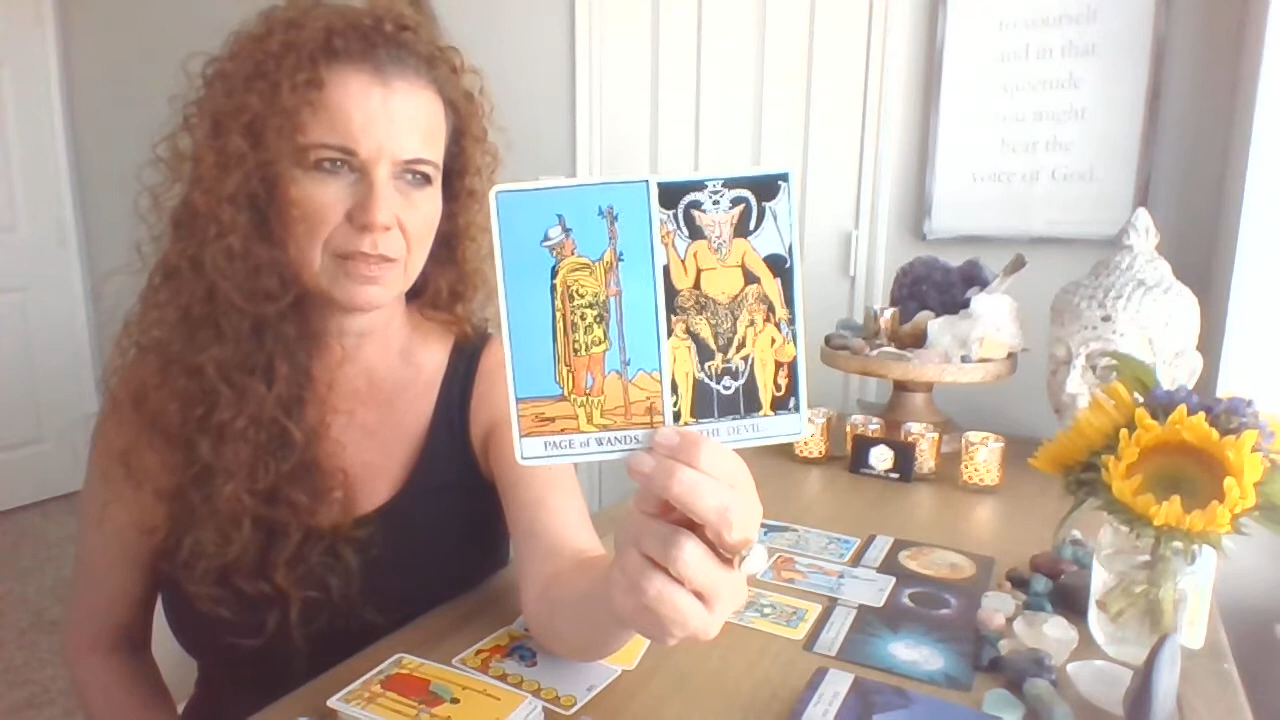 to yourself
and in that
quietude
you might
hear the
voice of God.
PAGE of WANDS.
THE DEVIL.